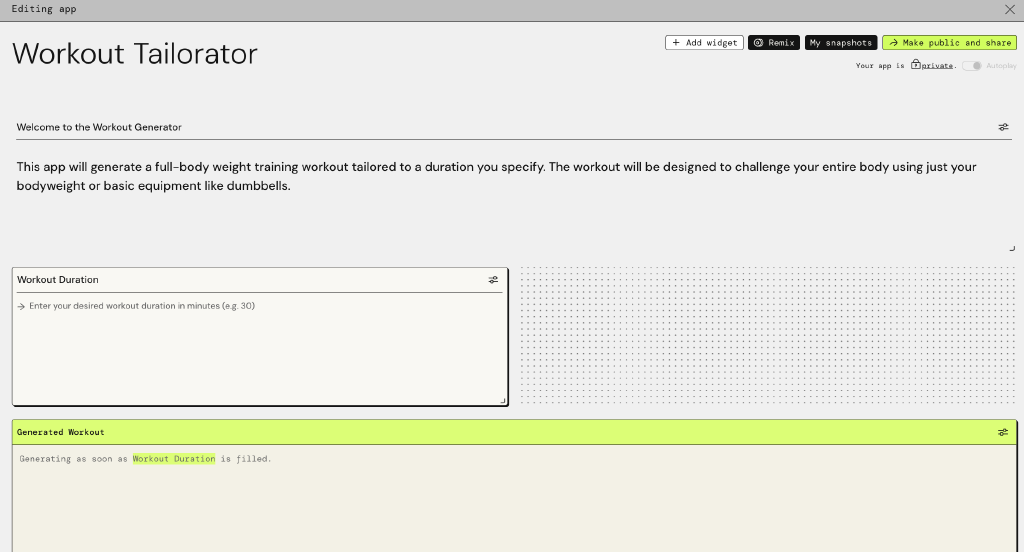 Editing app
Workout Tailorator
Add widget
Remix
My snapshots
Make public and share
Your app is private.
Autoplay
Welcome to the Workout Generator
This app will generate a full-body weight training workout tailored to a duration you specify. The workout will be designed to challenge your entire body using just your
bodyweight or basic equipment like dumbbells.
Workout Duration
Enter your desired workout duration in minutes (e.g. 30)
Generated Workout
Generating as soon as Workout Duration is filled.